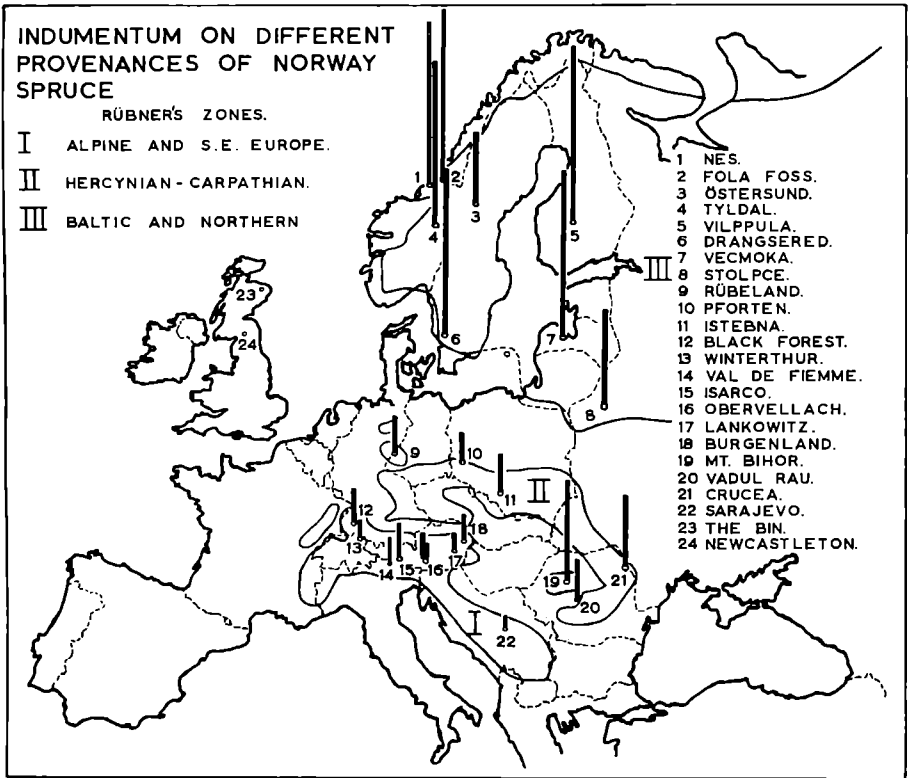 INDUMENTUM ON DIFFERENT
PROVENANCES OF NORWAY
SPRUCE
RÜBNER'S ZONES.
I ALPINE AND S.E. EUROPE.
II HERCYNIAN-CARPATHIAN.
III BALTIC AND NORTHERN
1 NES.
2 FOLA FOSS.
3 ÖSTERSUND.
4 TYLDAL.
5 VILPPULA.
6 DRANGSERED.
7 VECMOKA.
8 STOLPCE.
9 RÜBELAND.
10 PFORTEN.
11 ISTEBNA.
12 BLACK FOREST.
13 WINTERTHUR.
14 VAL DE FIEMME.
15 ISARCO.
16 OBERVELLACH.
17 LANKOWITZ.
18 BURGENLAND.
19 MT. BIHOR.
20 VADUL RAU.
21 CRUCEA.
22 SARAJEVO.
23 THE BIN.
24 NEWCASTLETON.
1
2
3
4
5
III
23
24
6
7
8
9
10
11
II
12
13
14
15
16
17
18
19
20
21
I
22